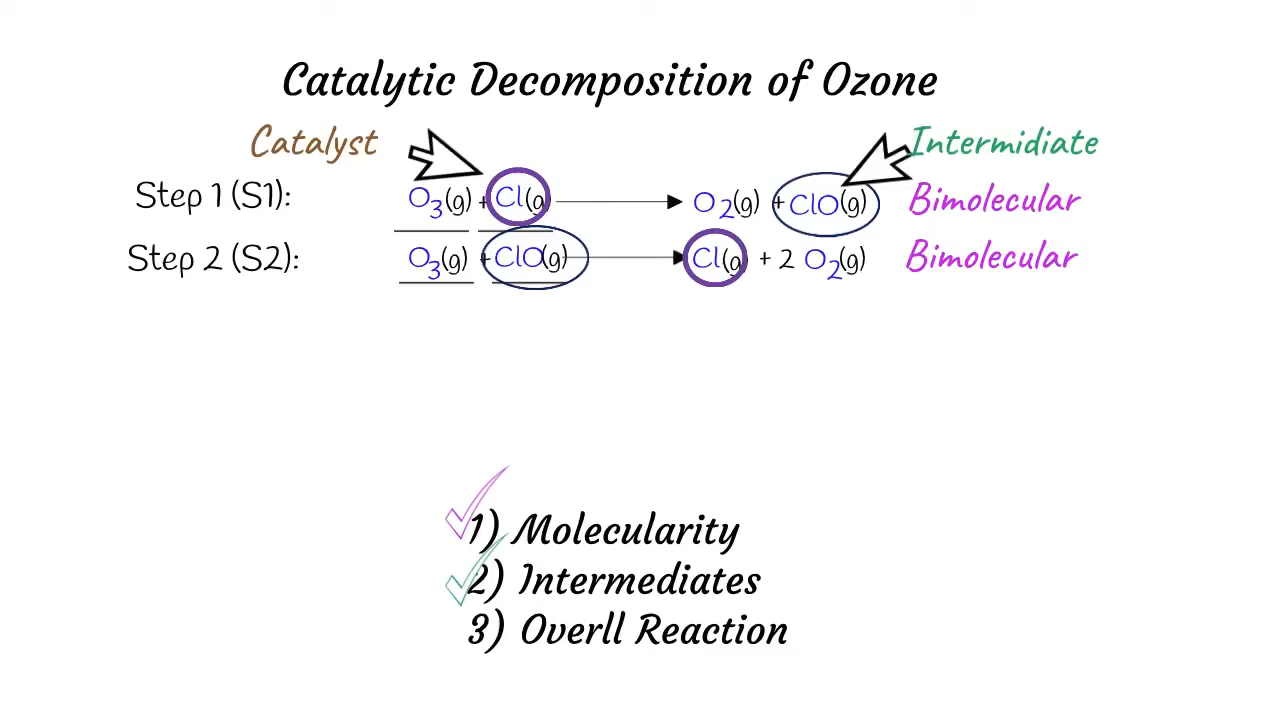 Catalytic Decomposition of Ozone
Catalyst Intermidiate
Step 1 (S1): O3(g) + Cl(g) → O2(g) + ClO(g) Bimolecular
Step 2 (S2): O3(g) + ClO(g) → Cl(g) + 2 O2(g) Bimolecular
1) Molecularity
2) Intermediates
3) Overll Reaction